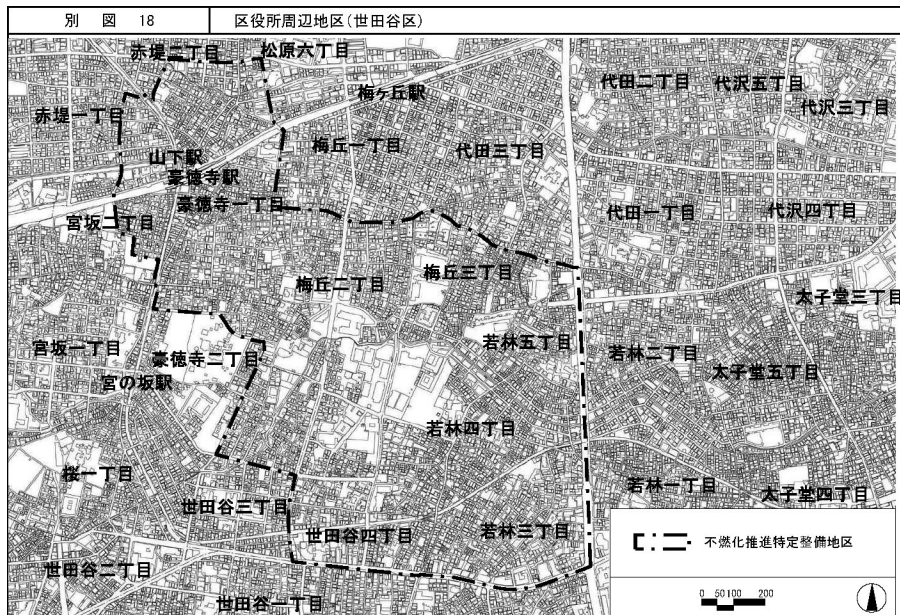 別 図 18 区役所周辺地区(世田谷区)
赤堤二丁目 松原六丁目
代田二丁目 代沢五丁目
梅ヶ丘駅 代沢三丁目
赤堤一丁目
梅丘一丁目 代田三丁目
山下駅
豪徳寺駅
豪徳寺一丁目 代田一丁目 代沢四丁目
宮坂二丁目
梅丘二丁目 梅丘三丁目
太子堂三丁目
宮坂一丁目 豪徳寺二丁目 若林五丁目 若林二丁目
太子堂五丁目
宮の坂駅
若林四丁目
桜一丁目
若林一丁目 太子堂四丁目
世田谷三丁目
世田谷四丁目 若林三丁目
不燃化推進特定整備地区
世田谷二丁目
世田谷一丁目
0 50 100 200